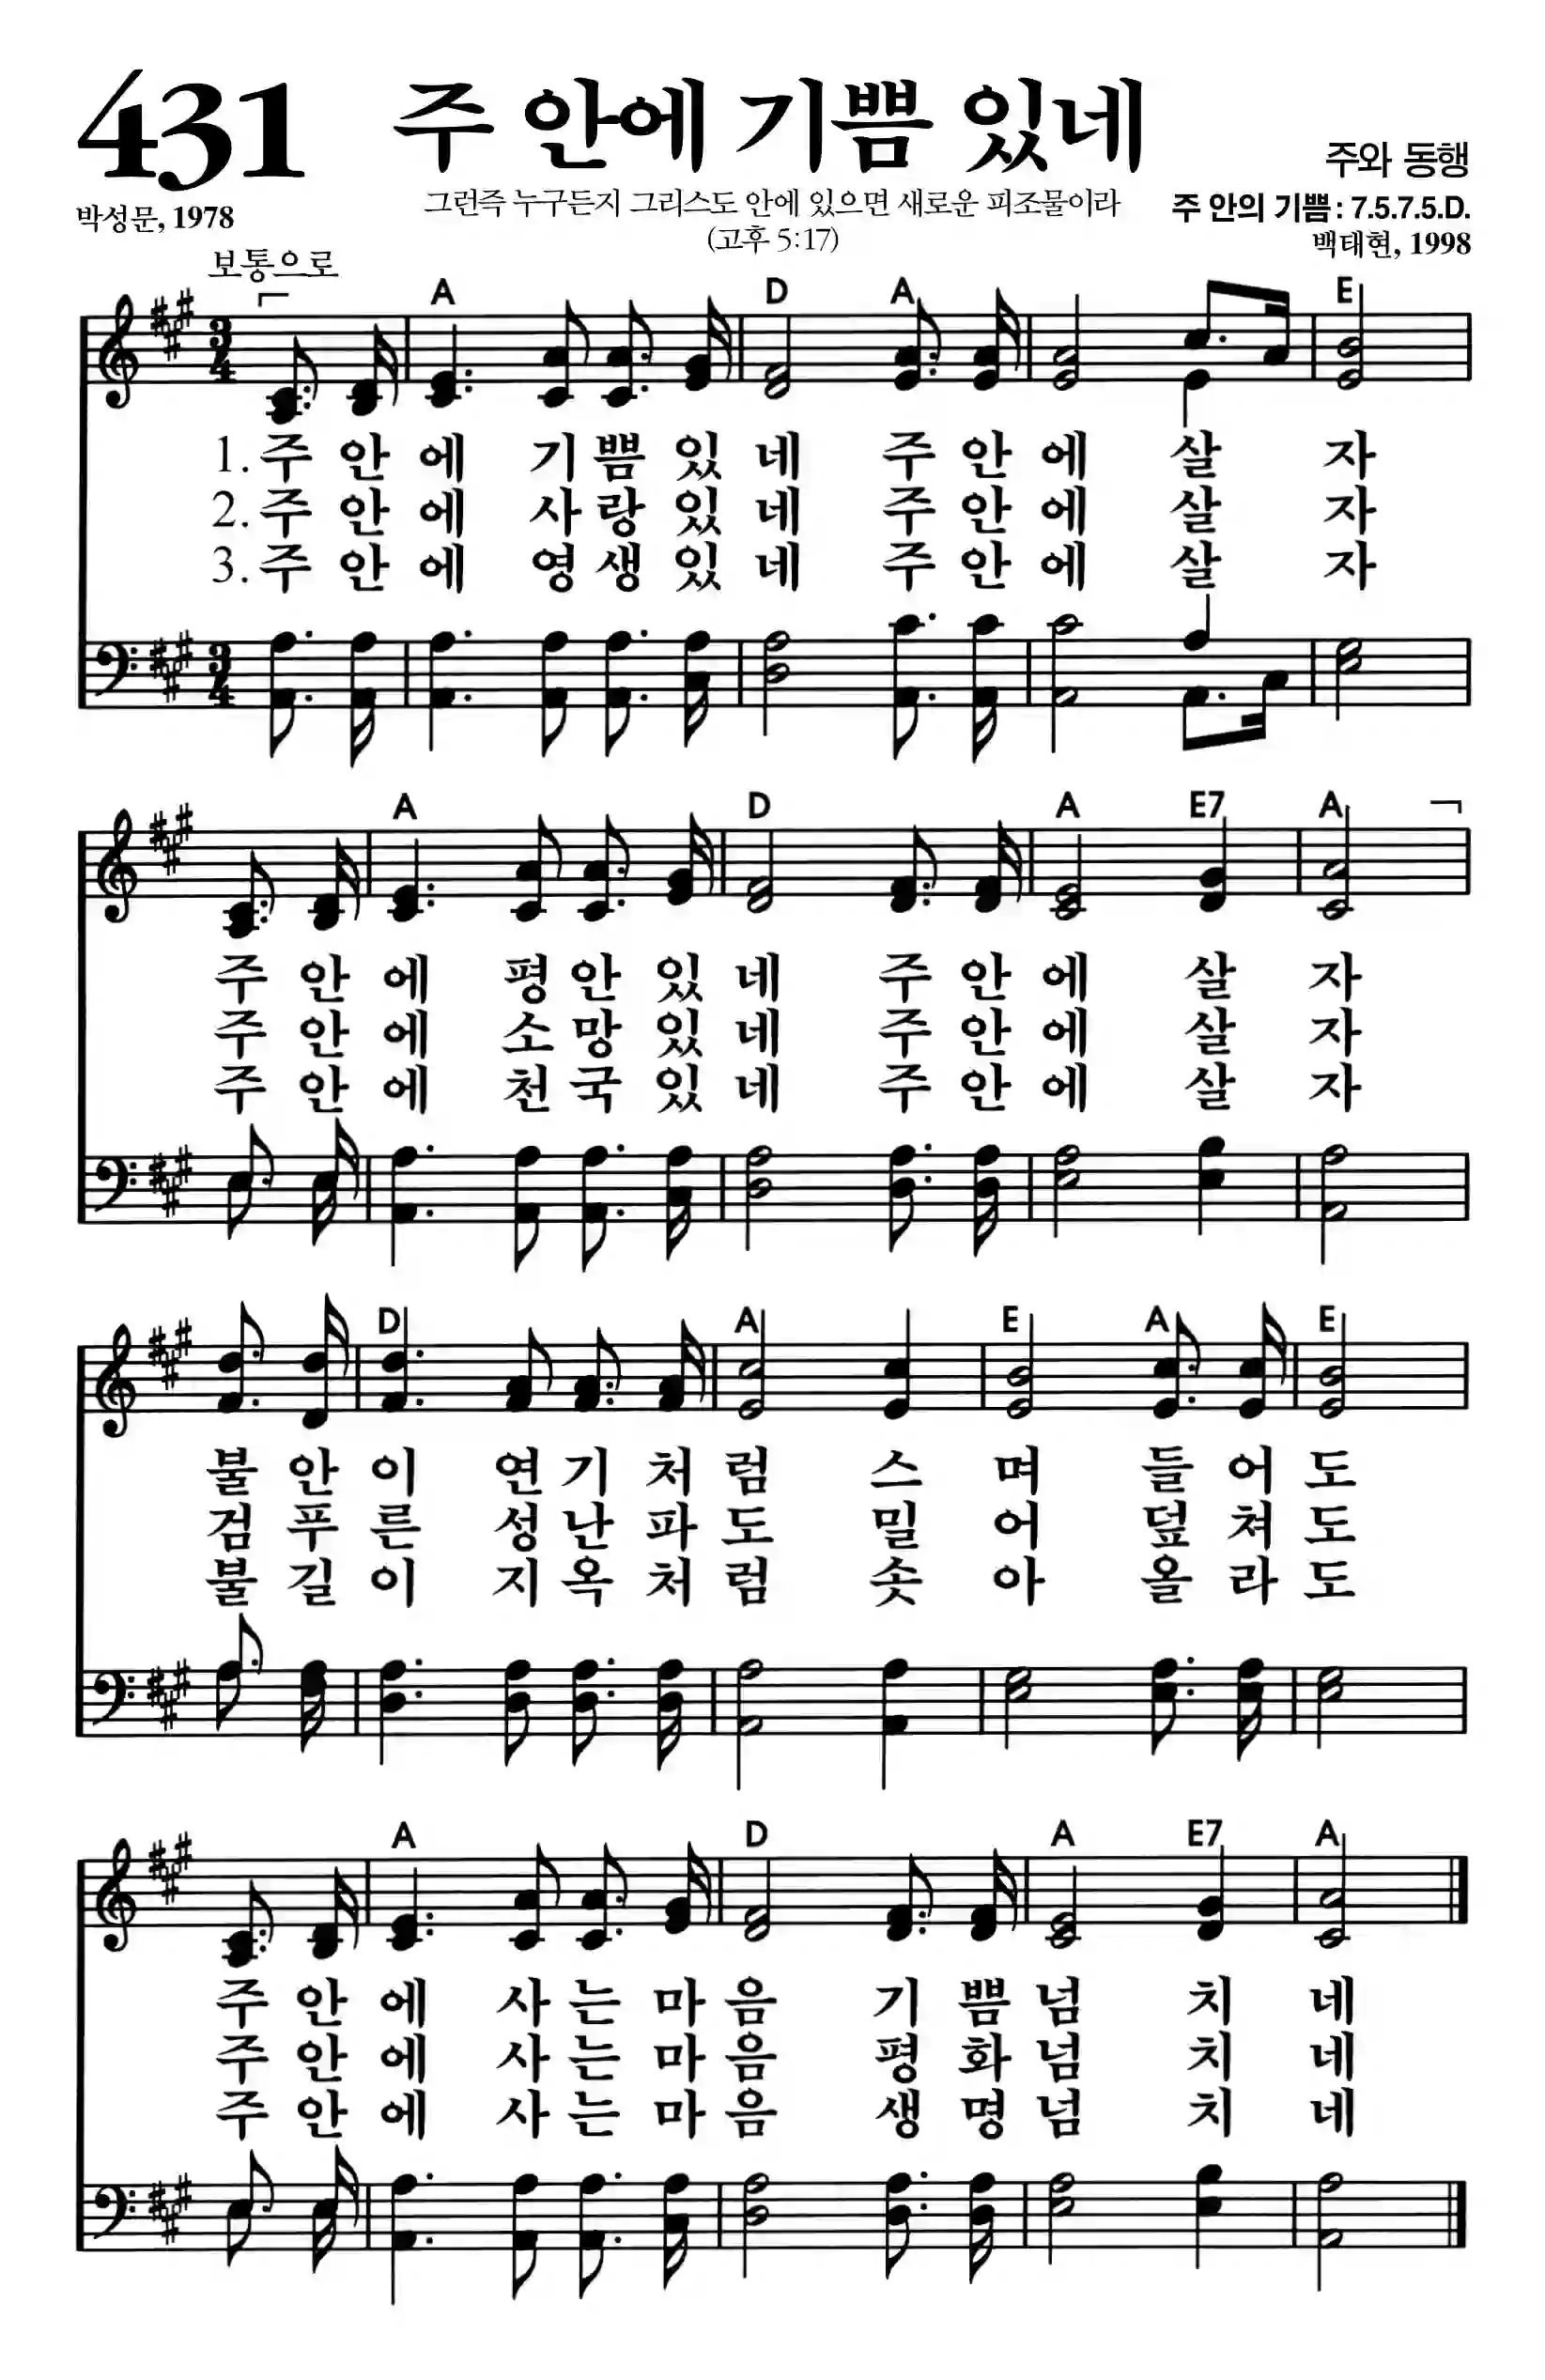 431 주 안에 기쁨 있네
주와 동행
박성문, 1978
그런즉 누구든지 그리스도 안에 있으면 새로운 피조물이라
(고후 5:17)
주 안의 기쁨 : 7.5.7.5.D.
백태현, 1998
보통으로
A D A E
1. 주 안 에 기 쁨 있 네 주 안 에 살 자
2. 주 안 에 사 랑 있 네 주 안 에 살 자
3. 주 안 에 영 생 있 네 주 안 에 살 자
A D A E7 A
주 안 에 평 안 있 네 주 안 에 살 자
주 안 에 소 망 있 네 주 안 에 살 자
주 안 에 천 국 있 네 주 안 에 살 자
D A E A E
불 안 이 연 기 처 럼 스 며 들 어 도
검 푸 른 성 난 파 도 밀 어 덮 쳐 도
불 길 이 지 옥 처 럼 솟 아 올 라 도
A D A E7 A
주 안 에 사 는 마 음 기 쁨 넘 치 네
주 안 에 사 는 마 음 평 화 넘 치 네
주 안 에 사 는 마 음 생 명 넘 치 네